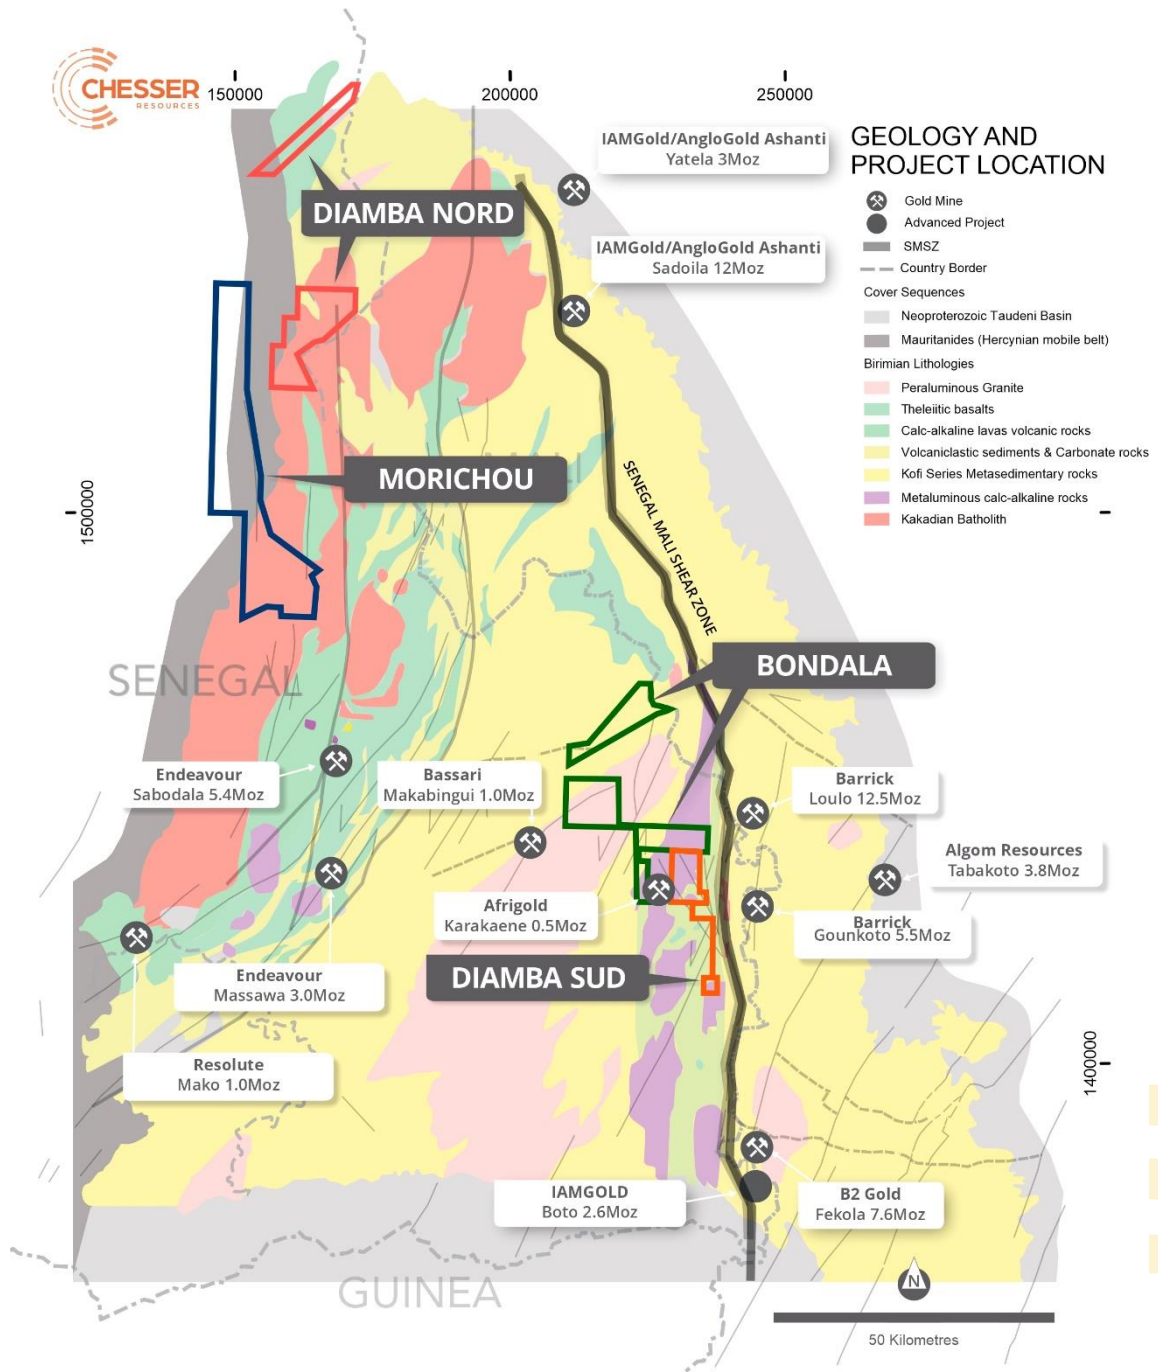 CHESSER
RESOURCES
150000
200000
250000
GEOLOGY AND
PROJECT LOCATION
Gold Mine
Advanced Project
SMSZ
Country Border
Cover Sequences
Neoproterozoic Taudeni Basin
Mauritanides (Hercynian mobile belt)
Birimian Lithologies
Peraluminous Granite
Theleiitic basalts
Calc-alkaline lavas volcanic rocks
Volcaniclastic sediments & Carbonate rocks
Kofi Series Metasedimentary rocks
Metaluminous calc-alkaline rocks
Kakadian Batholith
IAMGold/AngloGold Ashanti
Yatela 3Moz
DIAMBA NORD
IAMGold/AngloGold Ashanti
Sadoila 12Moz
MORICHOU
1500000
SENEGAL MALI SHEAR ZONE
BONDALA
SENEGAL
Endeavour
Sabodala 5.4Moz
Bassari
Makabingui 1.0Moz
Barrick
Loulo 12.5Moz
Algom Resources
Tabakoto 3.8Moz
Afrigold
Karakaene 0.5Moz
Barrick
Gounkoto 5.5Moz
DIAMBA SUD
Endeavour
Massawa 3.0Moz
Resolute
Mako 1.0Moz
1400000
IAMGOLD
Boto 2.6Moz
B2 Gold
Fekola 7.6Moz
GUINEA
N
50 Kilometres